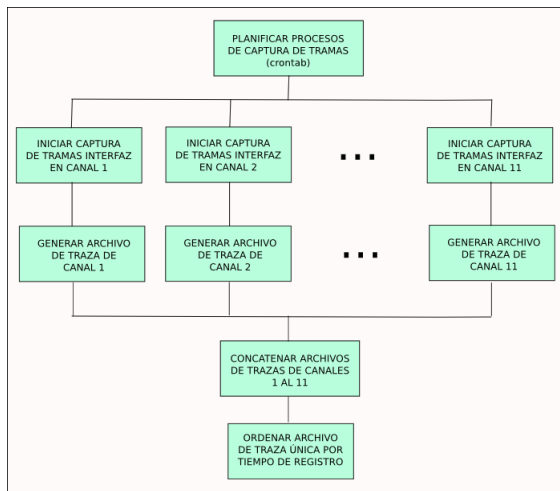 PLANIFICAR PROCESOS
DE CAPTURA DE TRAMAS
(crontab)
INICIAR CAPTURA
DE TRAMAS INTERFAZ
EN CANAL 1
INICIAR CAPTURA
DE TRAMAS INTERFAZ
EN CANAL 2
...
INICIAR CAPTURA
DE TRAMAS INTERFAZ
EN CANAL 11
GENERAR ARCHIVO
DE TRAZA DE
CANAL 1
GENERAR ARCHIVO
DE TRAZA DE
CANAL 2
...
GENERAR ARCHIVO
DE TRAZA DE
CANAL 11
CONCATENAR ARCHIVOS
DE TRAZAS DE CANALES
1 AL 11
ORDENAR ARCHIVO
DE TRAZA ÚNICA POR
TIEMPO DE REGISTRO